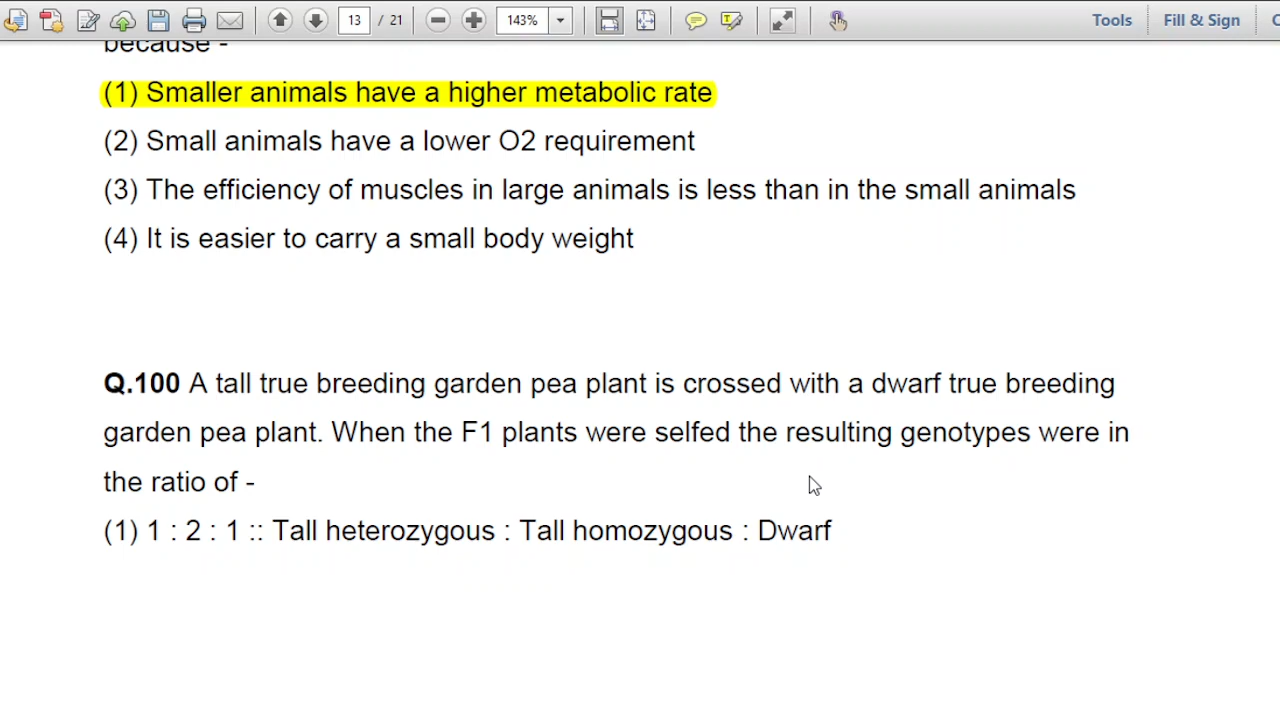 13 / 21
143%
Tools
Fill & Sign
because -
(1) Smaller animals have a higher metabolic rate
(2) Small animals have a lower O2 requirement
(3) The efficiency of muscles in large animals is less than in the small animals
(4) It is easier to carry a small body weight
Q.100 A tall true breeding garden pea plant is crossed with a dwarf true breeding
garden pea plant. When the F1 plants were selfed the resulting genotypes were in
the ratio of -
(1) 1 : 2 : 1 :: Tall heterozygous : Tall homozygous : Dwarf